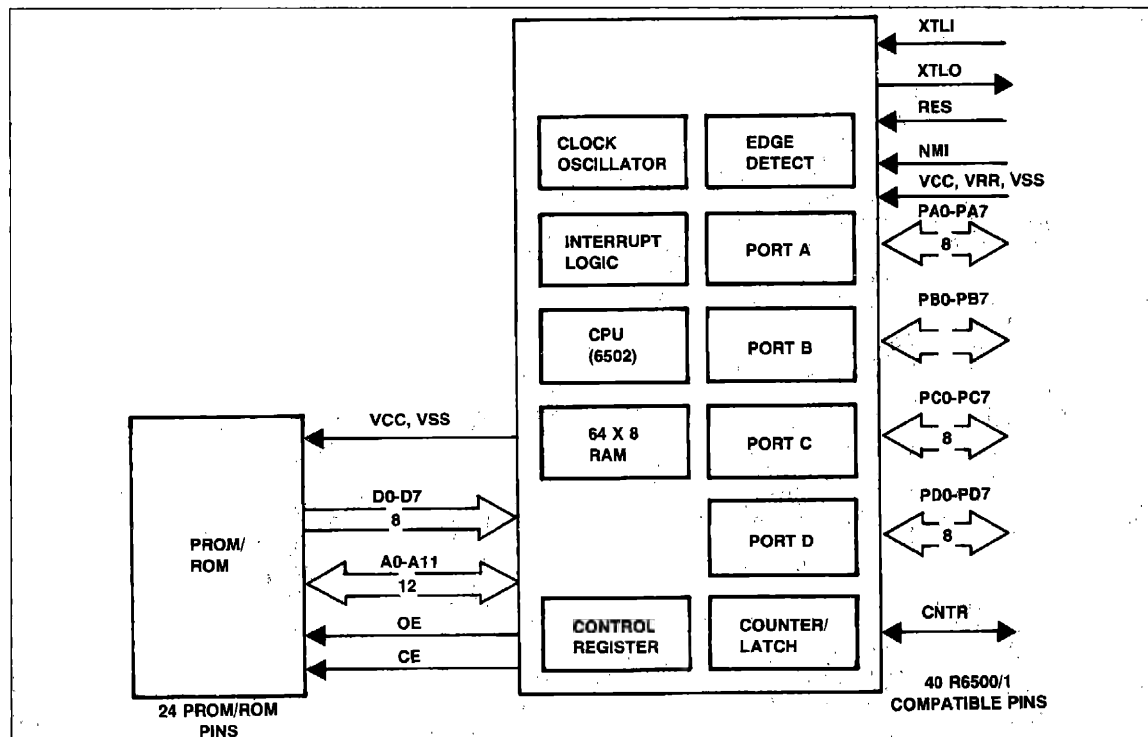 XTLI
XTLO
RES
NMI
VCC, VRR, VSS
PA0-PA7
8
PB0-PB7
PC0-PC7
8
PD0-PD7
8
CNTR
40 R6500/1
COMPATIBLE PINS
CLOCK
OSCILLATOR
EDGE
DETECT
INTERRUPT
LOGIC
PORT A
CPU
(6502)
PORT B
64 X 8
RAM
PORT C
PORT D
CONTROL
REGISTER
COUNTER/
LATCH
VCC, VSS
D0-D7
8
A0-A11
12
OE
CE
PROM/
ROM
24 PROM/ROM
PINS